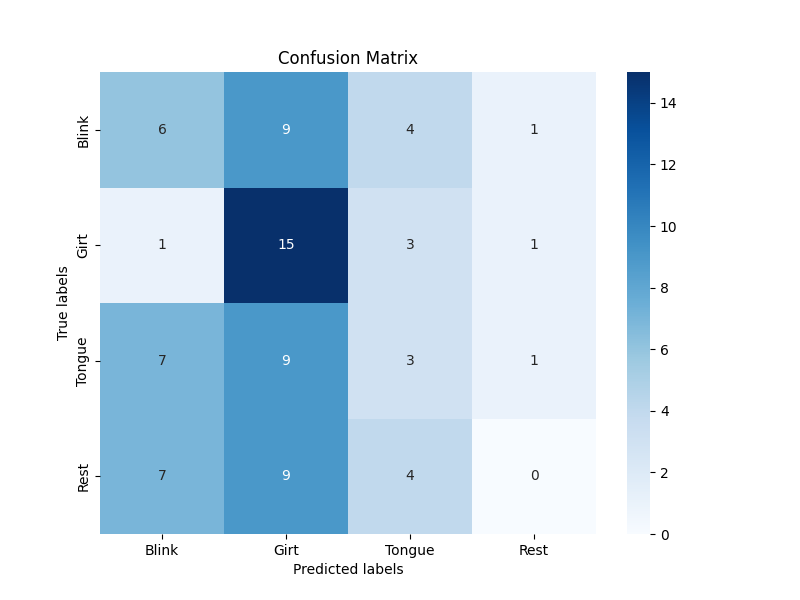 Confusion Matrix
True labels
Blink 6 9 4 1
Girt 1 15 3 1
Tongue 7 9 3 1
Rest 7 9 4 0
Blink Girt Tongue Rest
Predicted labels
14
12
10
8
6
4
2
0